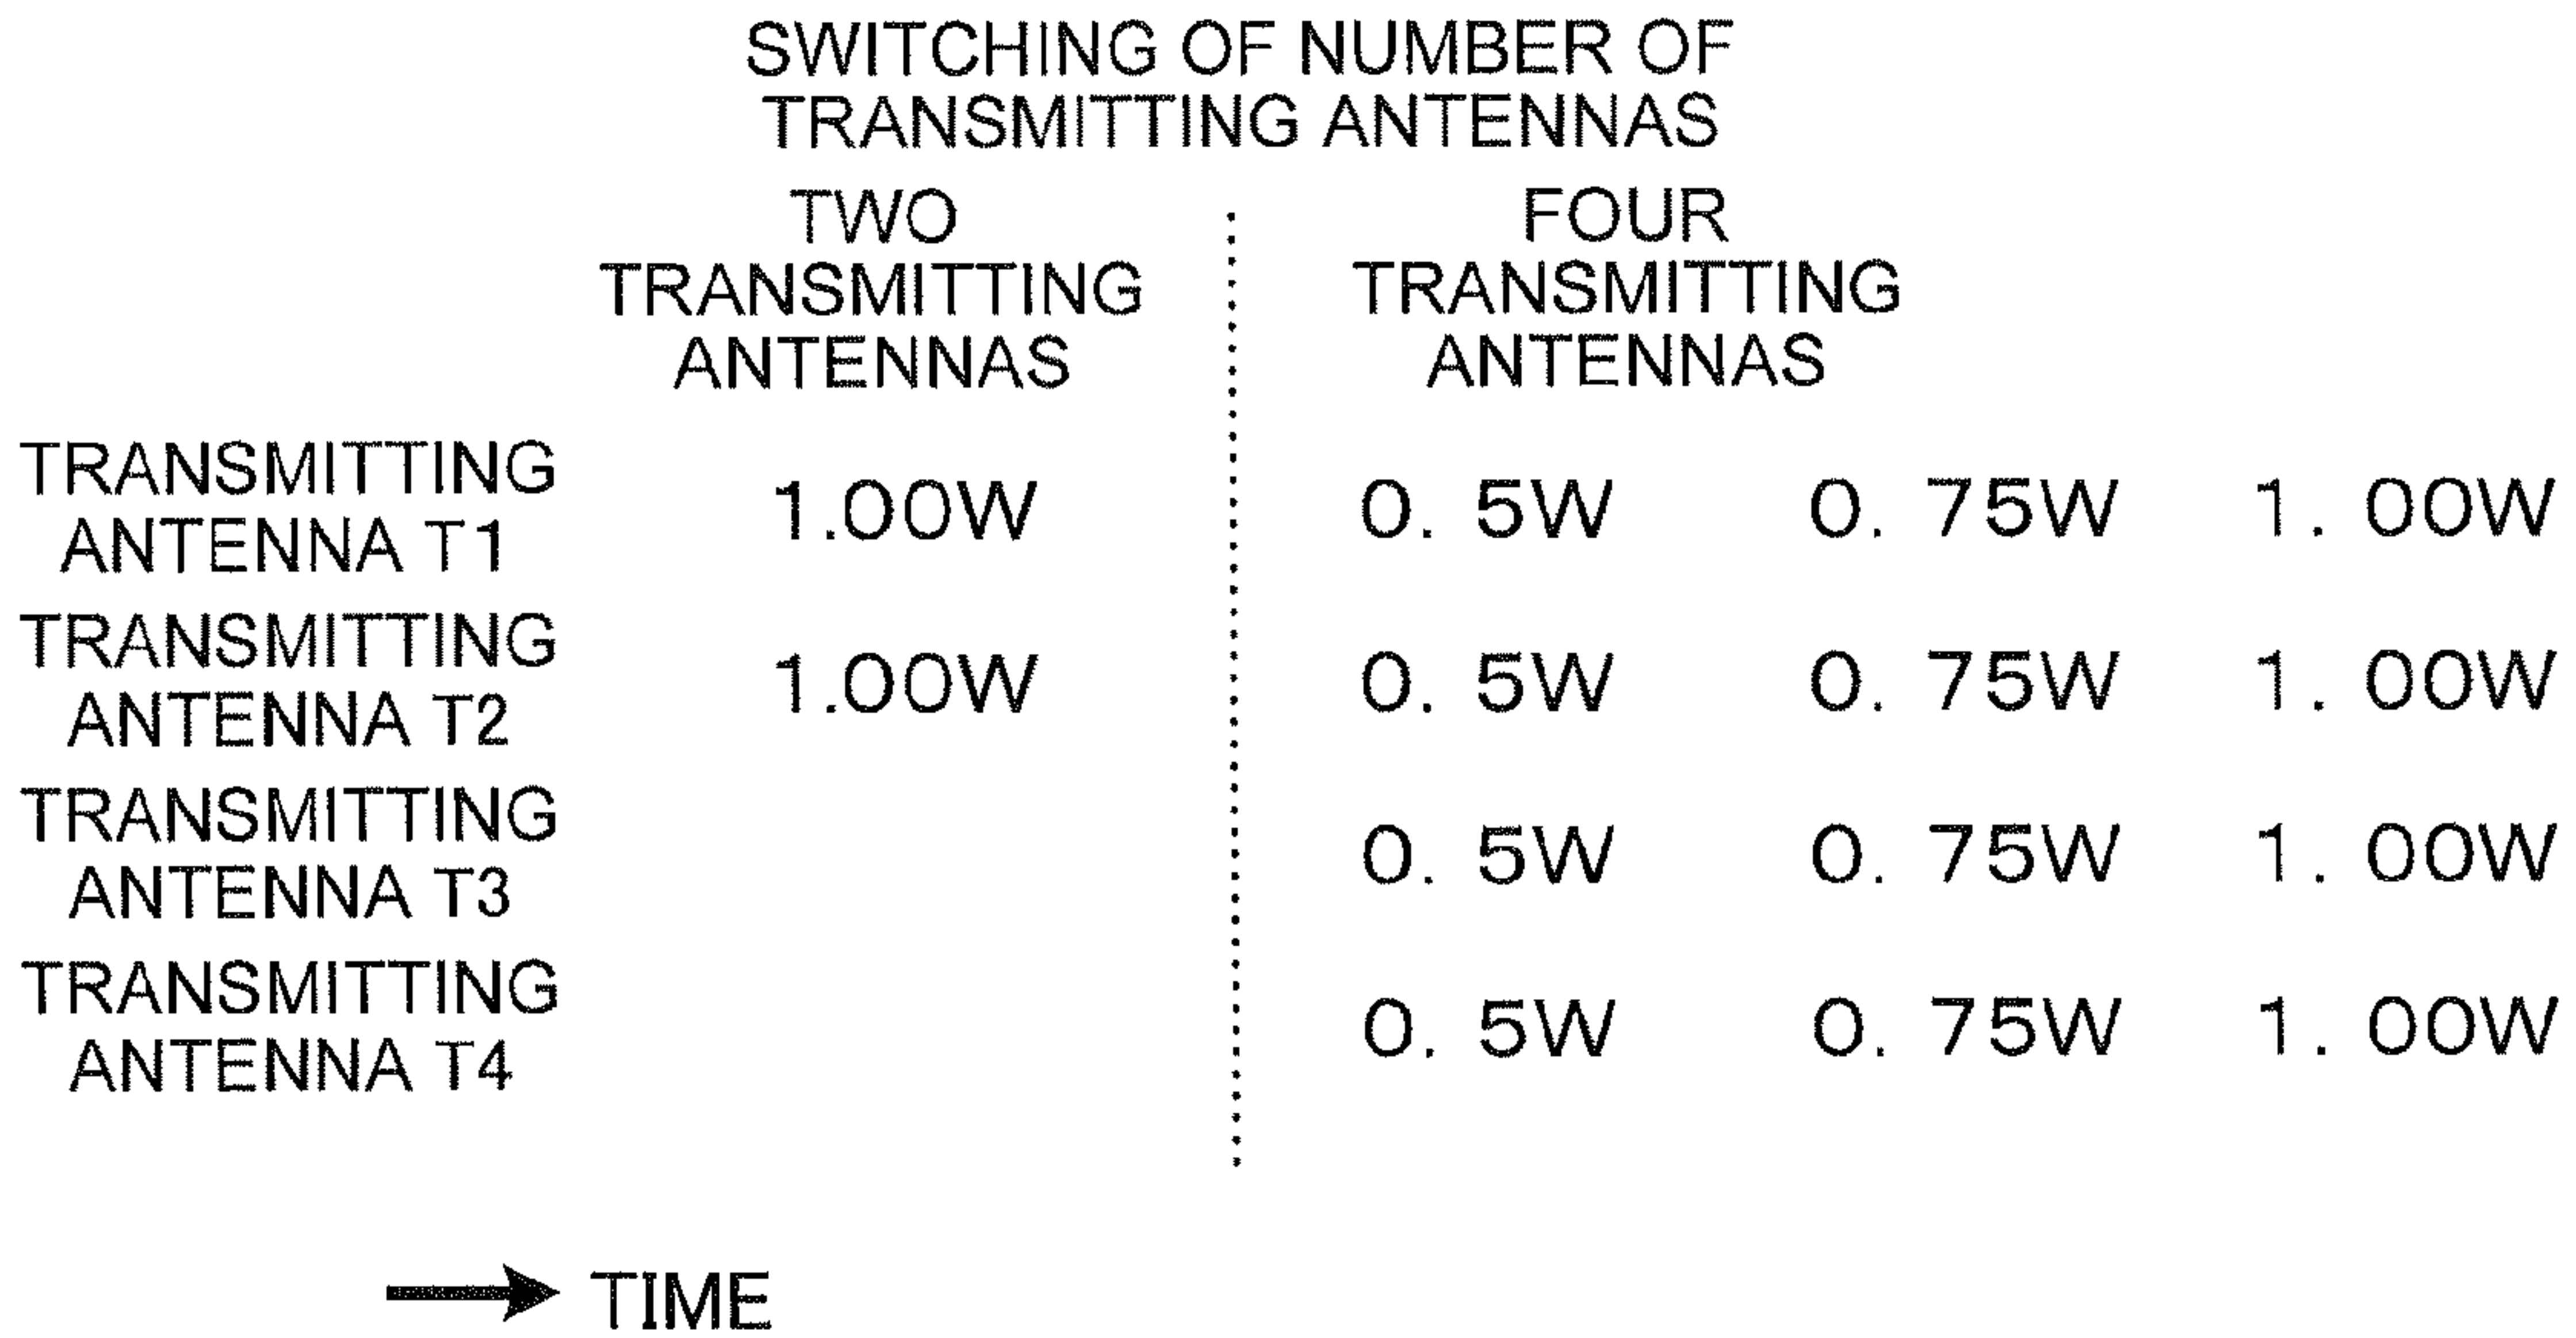 SWITCHING OF NUMBER OF
TRANSMITTING ANTENNAS
TWO
TRANSMITTING
ANTENNAS
FOUR
TRANSMITTING
ANTENNAS
TRANSMITTING
ANTENNA T1
1.00W 0. 5W 0. 75W 1. 00W
TRANSMITTING
ANTENNA T2
1.00W 0. 5W 0. 75W 1. 00W
TRANSMITTING
ANTENNA T3
0. 5W 0. 75W 1. 00W
TRANSMITTING
ANTENNA T4
0. 5W 0. 75W 1. 00W
TIME